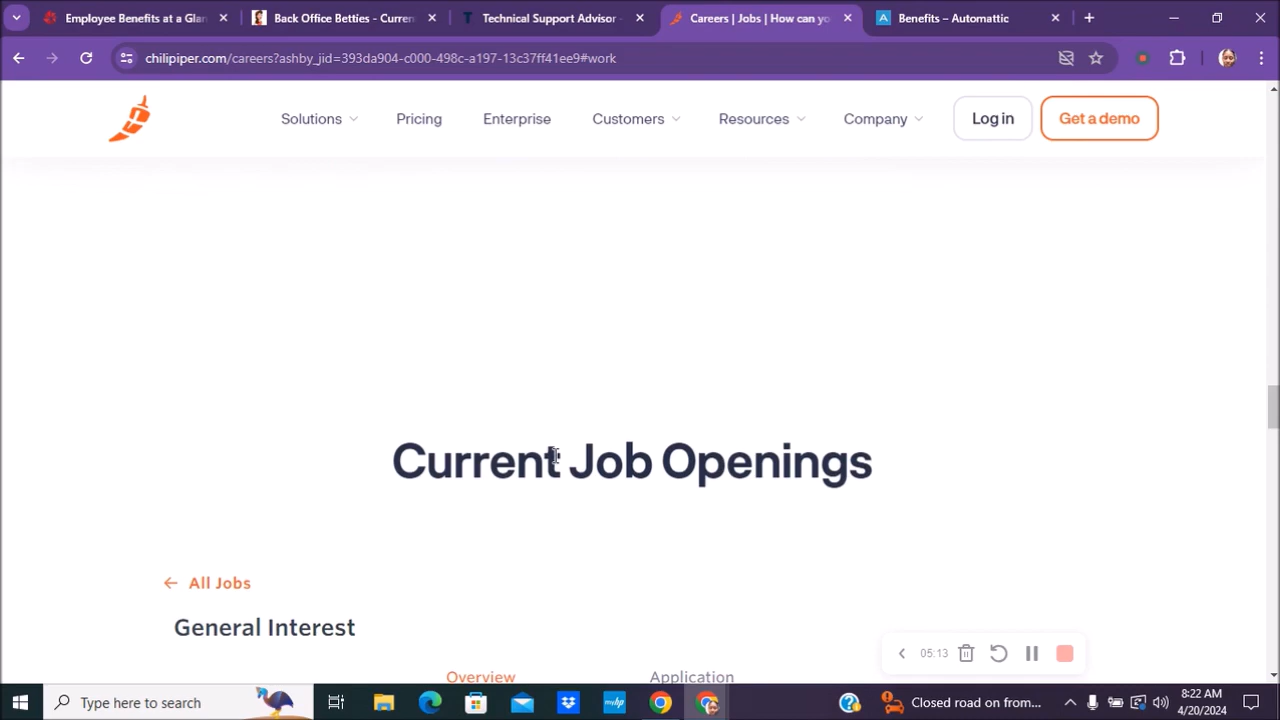 Employee Benefits at a Glan
Back Office Betties - Curren
Technical Support Advisor -
Careers | Jobs | How can yo
Benefits – Automattic
chilipiper.com/careers?ashby_jid=393da904-c000-498c-a197-13c37ff41ee9#work
Solutions
Pricing
Enterprise
Customers
Resources
Company
Log in
Get a demo
Current Job Openings
← All Jobs
General Interest
Overview
Application
05:13
Type here to search
myhp
Closed road on from...
8:22 AM
4/20/2024